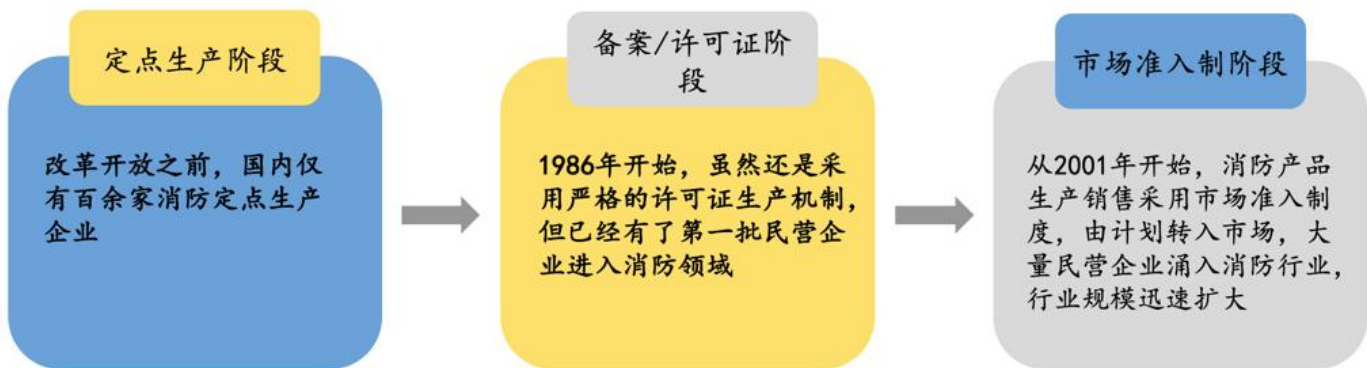 定点生产阶段
改革开放之前，国内仅
有百余家消防定点生产
企业
备案/许可证阶
段
1986年开始，虽然还是采
用严格的许可证生产机制，
但已经有了第一批民营企
业进入消防领域
市场准入制阶段
从2001年开始，消防产品
生产销售采用市场准入制
度，由计划转入市场，大
量民营企业涌入消防行业，
行业规模迅速扩大